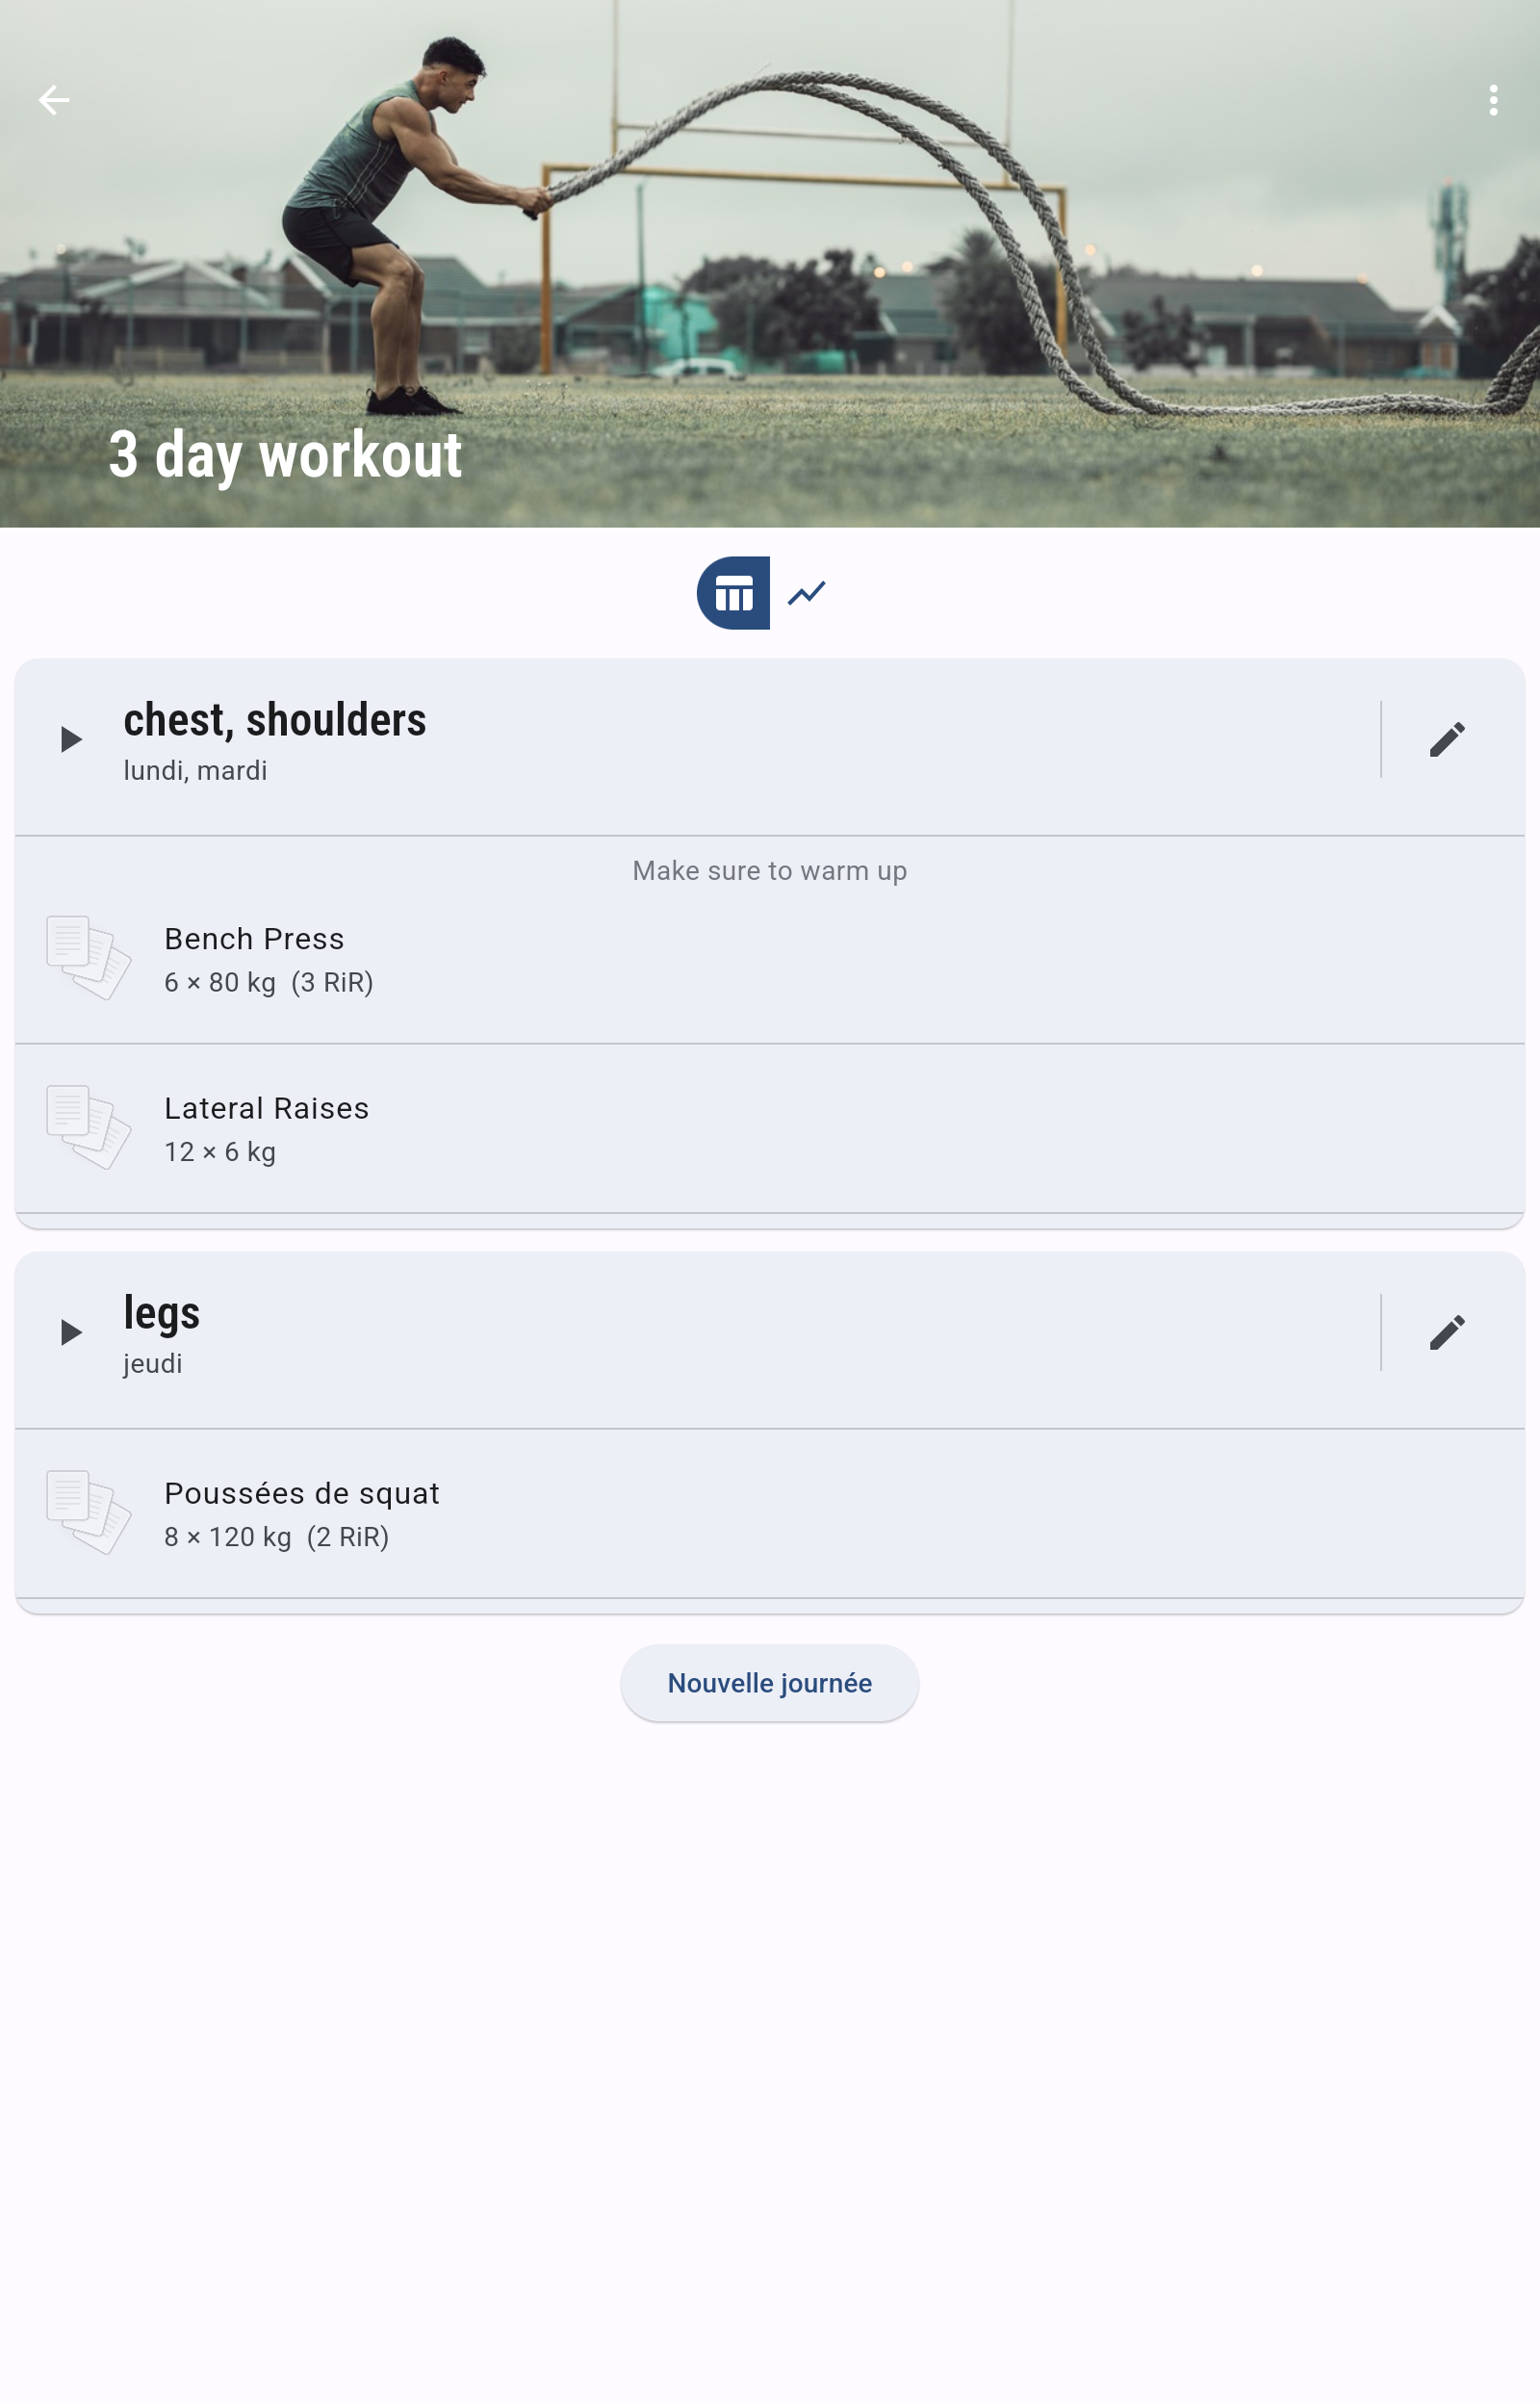 3 day workout
chest, shoulders
lundi, mardi
Make sure to warm up
Bench Press
6 × 80 kg (3 RiR)
Lateral Raises
12 × 6 kg
legs
jeudi
Poussées de squat
8 × 120 kg (2 RiR)
Nouvelle journée